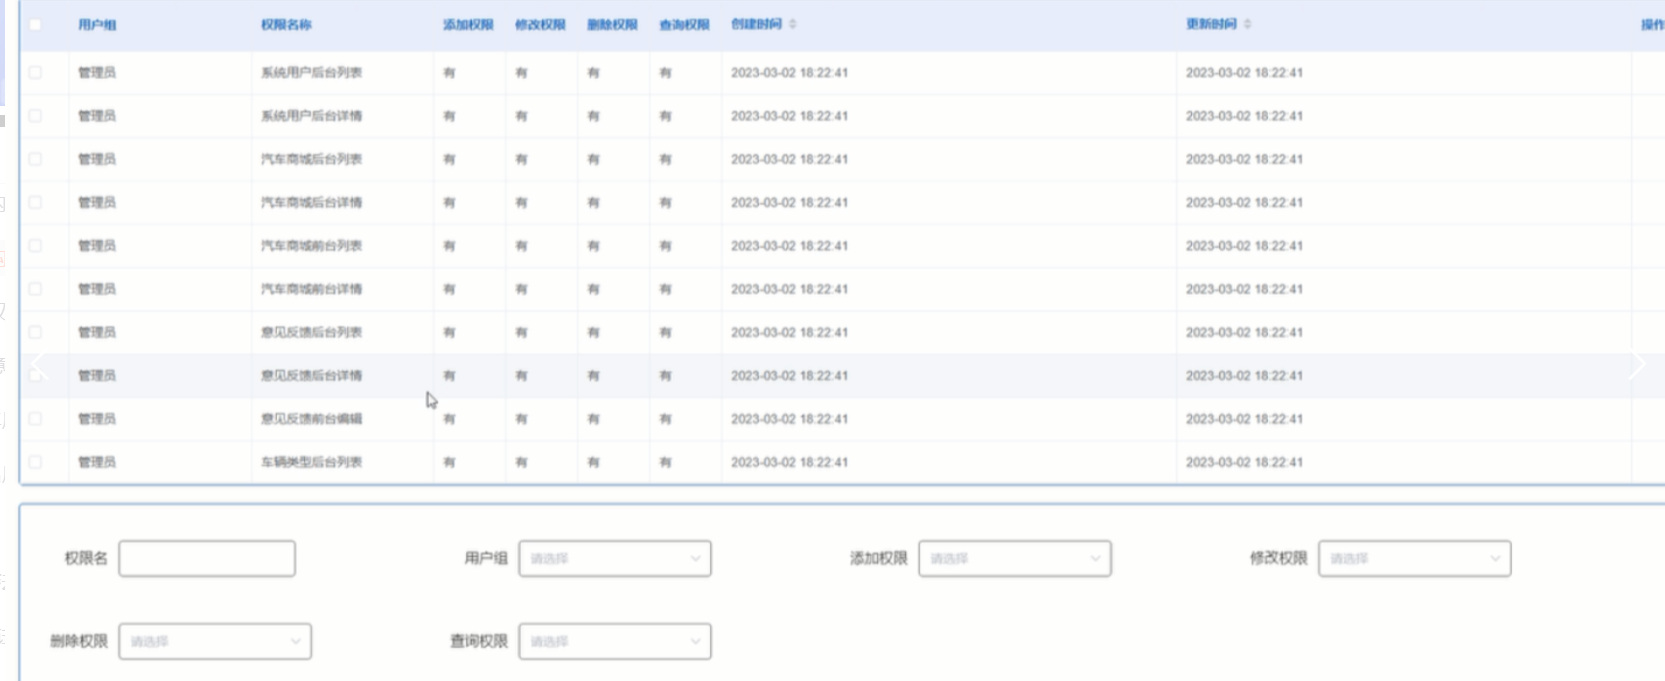 用户组 权限名称 添加权限 修改权限 删除权限 查询权限 创建时间 更新时间 操作
管理员 系统用户后台列表 有 有 有 有 2023-03-02 18:22:41 2023-03-02 18:22:41
管理员 系统用户后台详情 有 有 有 有 2023-03-02 18:22:41 2023-03-02 18:22:41
管理员 汽车商城后台列表 有 有 有 有 2023-03-02 18:22:41 2023-03-02 18:22:41
管理员 汽车商城后台详情 有 有 有 有 2023-03-02 18:22:41 2023-03-02 18:22:41
管理员 汽车商城前台列表 有 有 有 有 2023-03-02 18:22:41 2023-03-02 18:22:41
管理员 汽车商城前台详情 有 有 有 有 2023-03-02 18:22:41 2023-03-02 18:22:41
管理员 意见反馈后台列表 有 有 有 有 2023-03-02 18:22:41 2023-03-02 18:22:41
管理员 意见反馈后台详情 有 有 有 有 2023-03-02 18:22:41 2023-03-02 18:22:41
管理员 意见反馈前台编辑 有 有 有 有 2023-03-02 18:22:41 2023-03-02 18:22:41
管理员 车辆类型后台列表 有 有 有 有 2023-03-02 18:22:41 2023-03-02 18:22:41
权限名 用户组 请选择 添加权限 请选择 修改权限 请选择
删除权限 请选择 查询权限 请选择